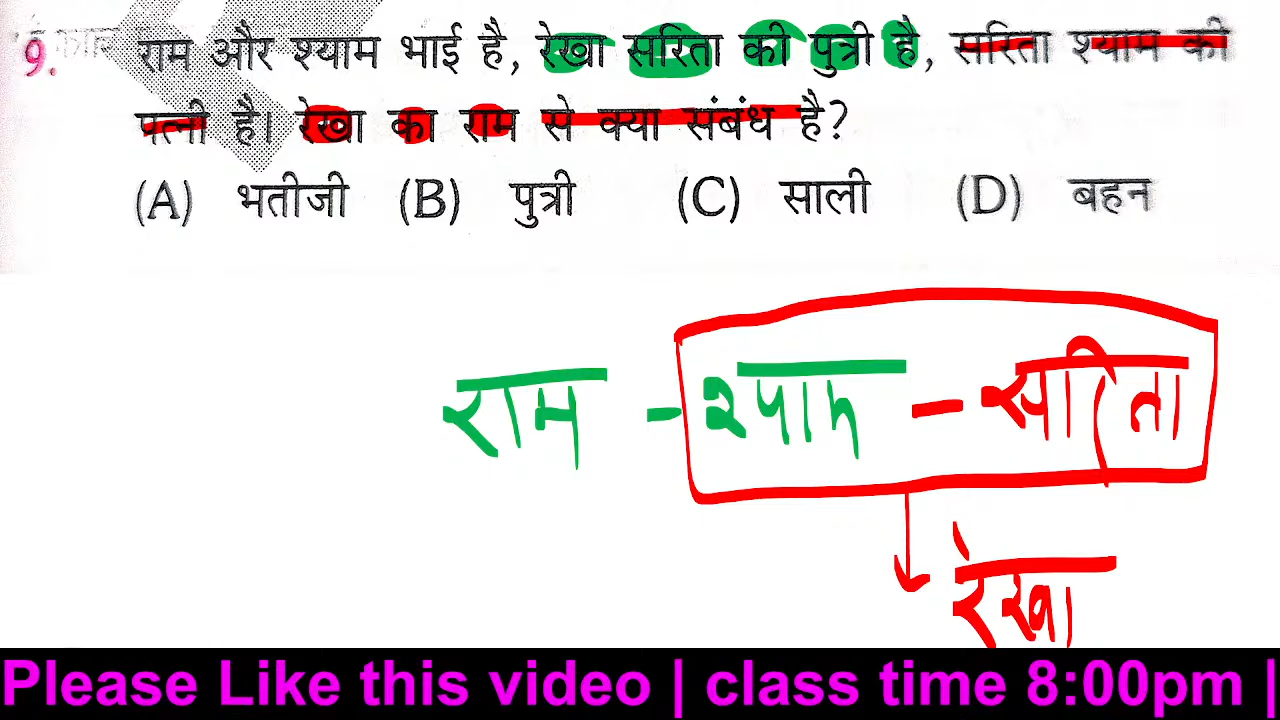 9. राम और श्याम भाई है, रेखा सरिता की पुत्री है, सरिता श्याम की
पत्नी है। रेखा का राम से क्या संबंध है?
(A) भतीजी (B) पुत्री (C) साली (D) बहन
राम - श्याम - सरिता
रेखा
Please Like this video | class time 8:00pm |